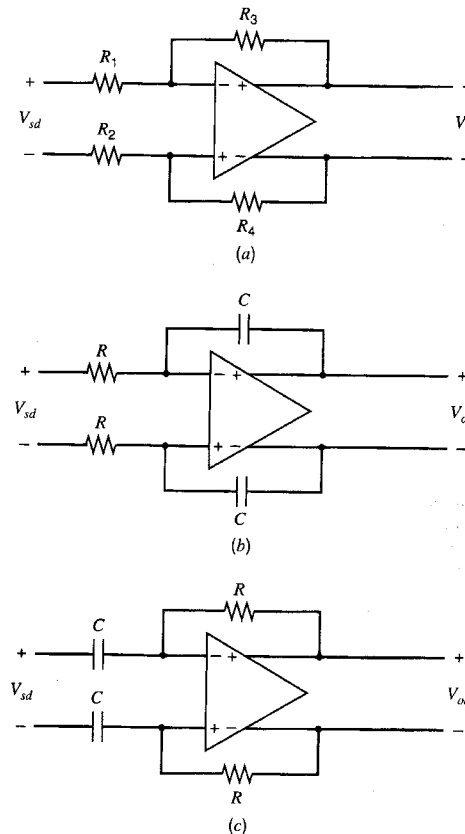 R3
+ R1 − +
Vsd V
R2
− + −
R4
(a)
C
+ R − + +
Vsd
R
− + − −
C
(b)
R
+ C − + +
Vsd
C
− + − −
R
(c)